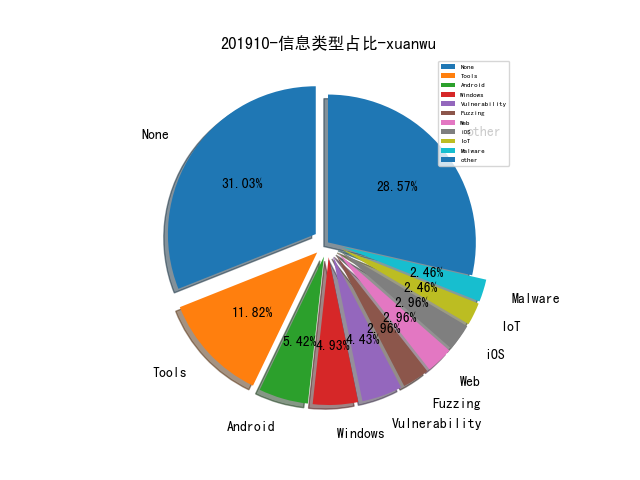 201910-信息类型占比-xuanwu
None
Tools
Android
Windows
Vulnerability
Fuzzing
Web
iOS
IoT
Malware
other
other
None
31.03%
28.57%
2.46%
Malware
2.46%
IoT
2.96%
iOS
2.96%
Web
2.96%
Fuzzing
4.43%
Vulnerability
4.93%
Windows
5.42%
Android
11.82%
Tools